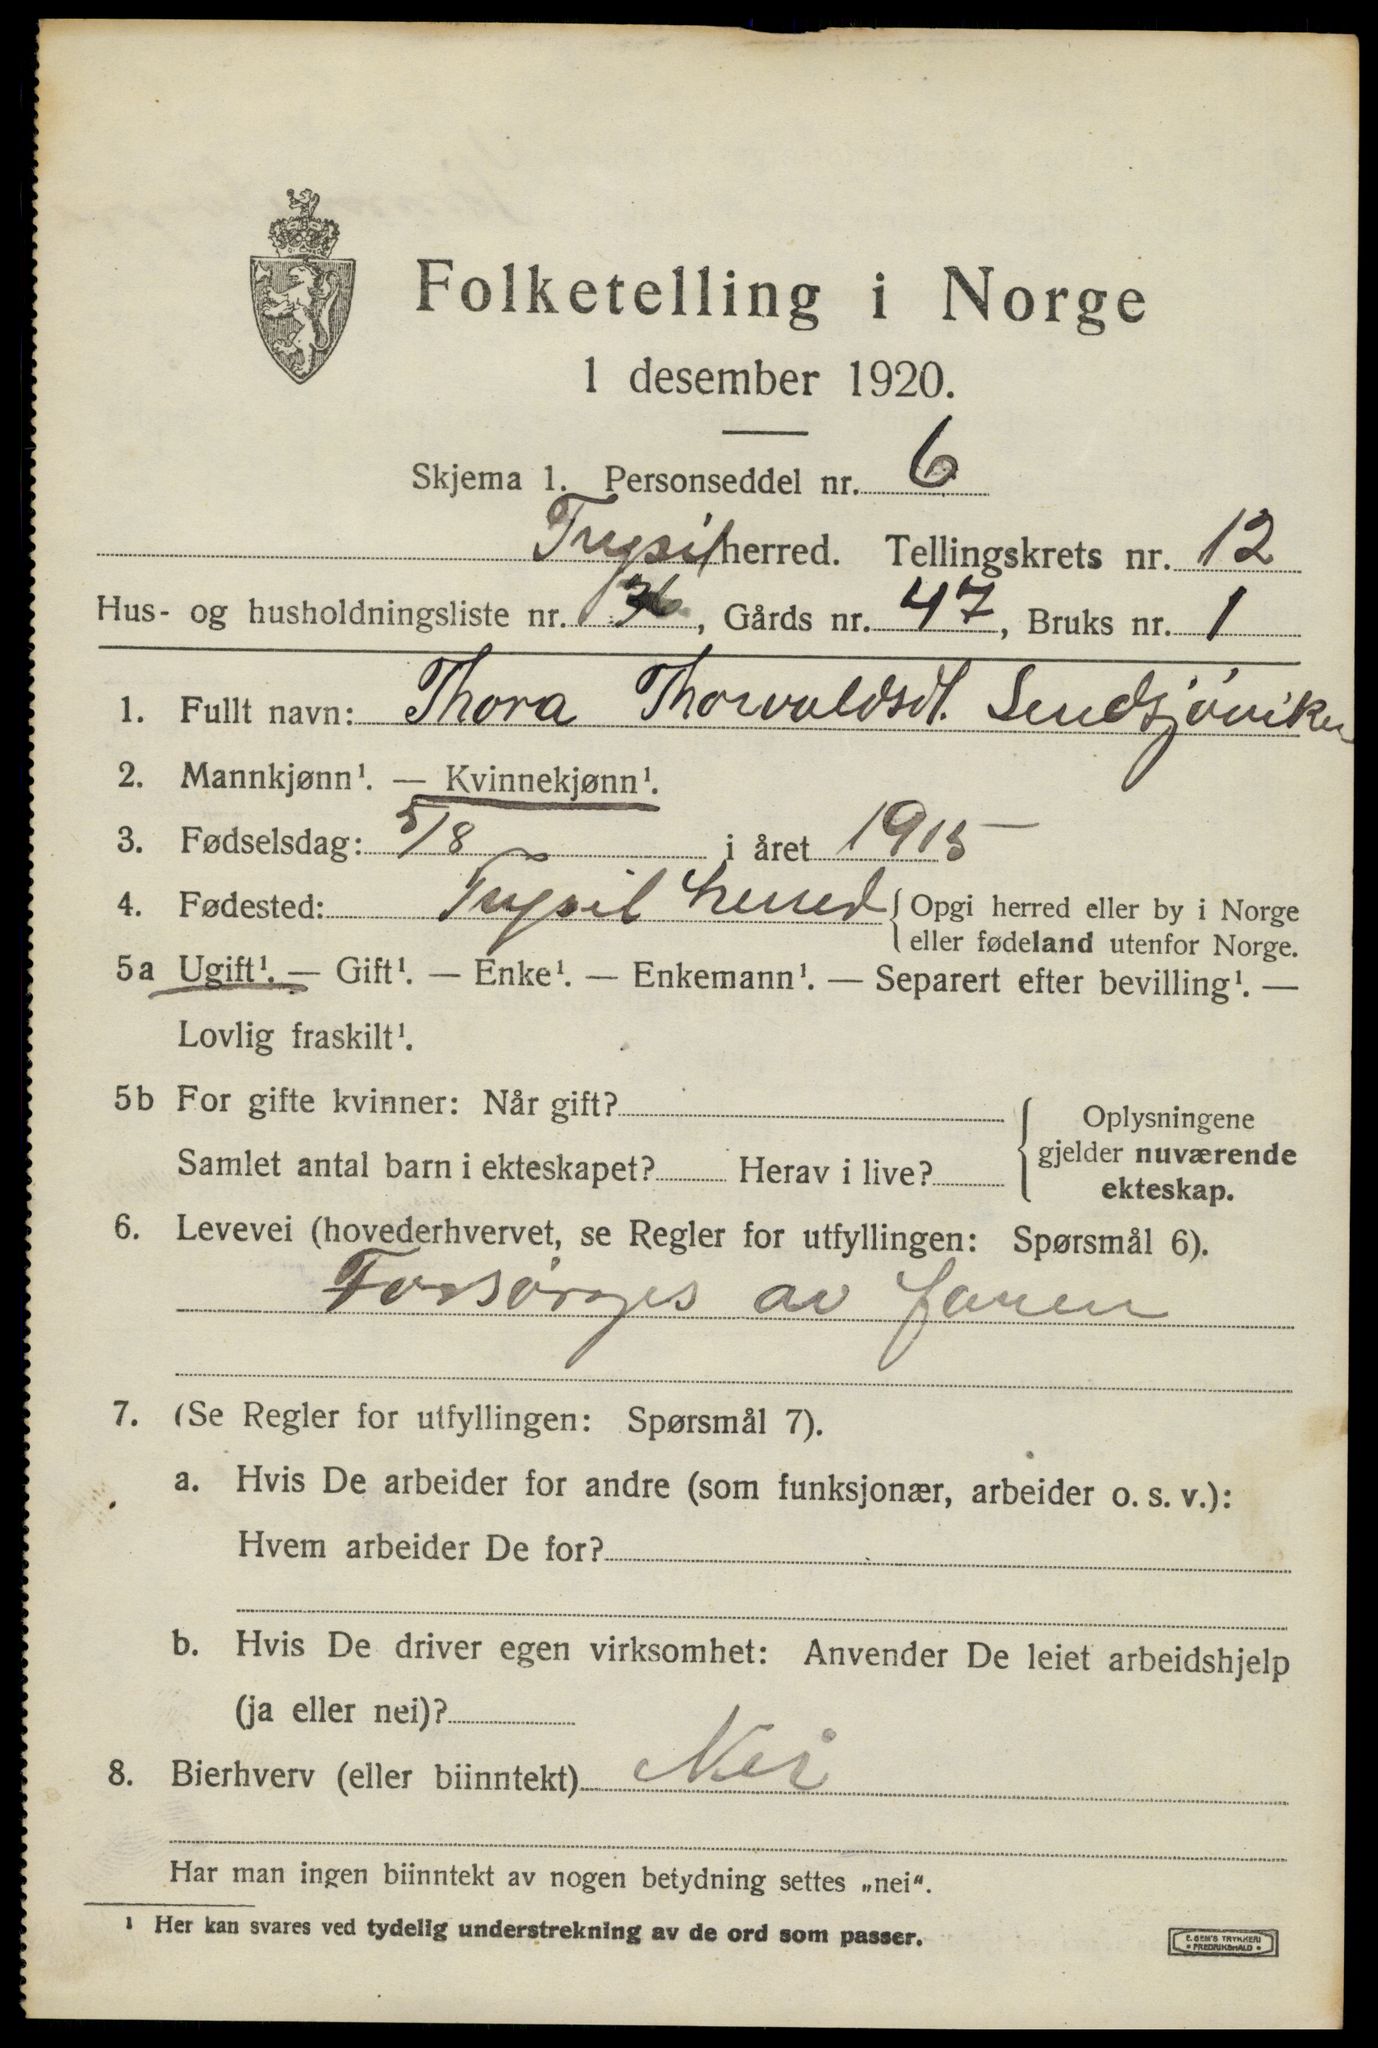 Folketelling i Norge
1 desember 1920.
Skjema 1. Personseddel nr. 6
Trysil herred. Tellingskrets nr. 12
Hus- og husholdningsliste nr. 36, Gårds nr. 47, Bruks nr. 1
1. Fullt navn: Thora Thorvaldsdt.
2. Mannkjønn¹. — Kvinnekjønn¹.
3. Fødselsdag: 5/8 i året 1915
4. Fødested: Trysil herred { Opgi herred eller by i Norge
eller fødeland utenfor Norge.
5a Ugift¹. — Gift¹. — Enke¹. — Enkemann¹. — Separert efter bevilling¹. —
Lovlig fraskilt¹.
5b For gifte kvinner: Når gift?
Samlet antal barn i ekteskapet? Herav i live?
Oplysningene
gjelder nuværende
ekteskap.
6. Levevei (hovederhvervet, se Regler for utfyllingen: Spørsmål 6).
Forsörges av faren
7. (Se Regler for utfyllingen: Spørsmål 7).
a. Hvis De arbeider for andre (som funksjonær, arbeider o. s. v.):
Hvem arbeider De for?
b. Hvis De driver egen virksomhet: Anvender De leiet arbeidshjelp
(ja eller nei)?
8. Bierhverv (eller biinntekt) Nei
Har man ingen biinntekt av nogen betydning settes „nei“.
¹ Her kan svares ved tydelig understrekning av de ord som passer.
E. SEM'S TRYKKERI
• FREDRIKSHALD •